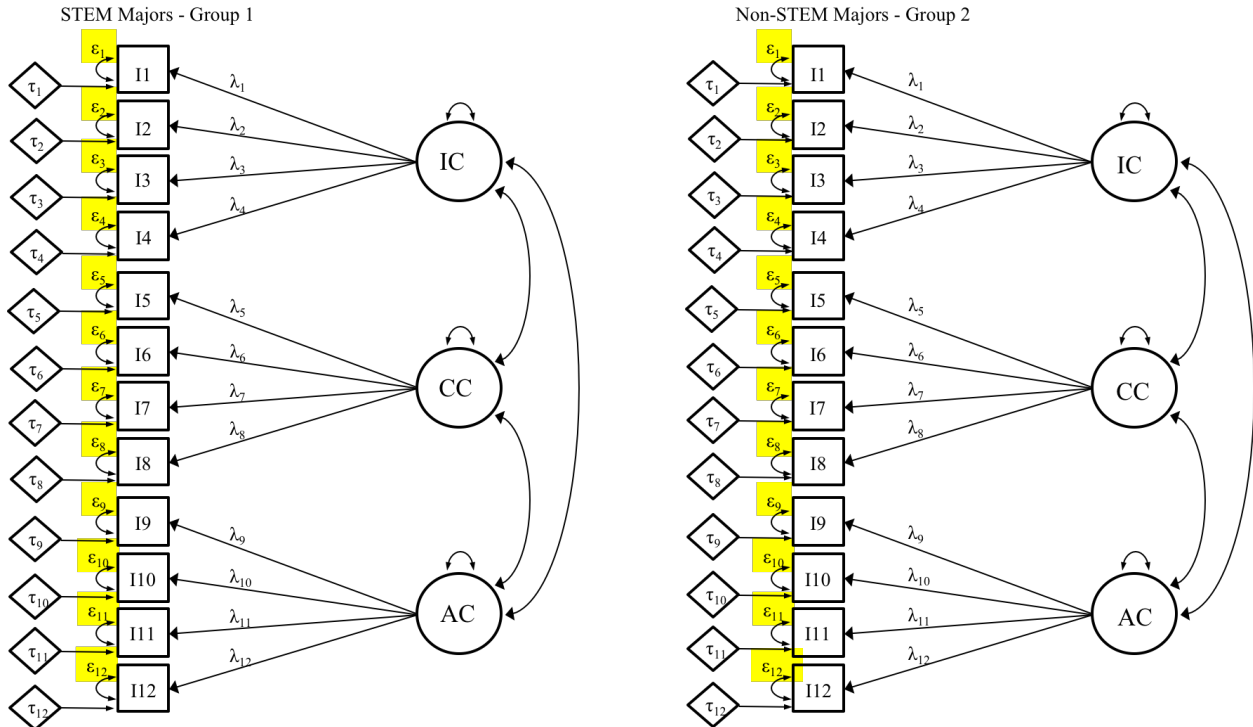 STEM Majors - Group 1
ε1
I1
τ1
λ1
ε2
I2
τ2
λ2
ε3
I3
τ3
λ3
ε4
I4
τ4
λ4
IC
ε5
I5
τ5
λ5
ε6
I6
τ6
λ6
ε7
I7
τ7
λ7
ε8
I8
τ8
λ8
CC
ε9
I9
τ9
λ9
ε10
I10
τ10
λ10
ε11
I11
τ11
λ11
ε12
I12
τ12
λ12
AC
Non-STEM Majors - Group 2
ε1
I1
τ1
λ1
ε2
I2
τ2
λ2
ε3
I3
τ3
λ3
ε4
I4
τ4
λ4
IC
ε5
I5
τ5
λ5
ε6
I6
τ6
λ6
ε7
I7
τ7
λ7
ε8
I8
τ8
λ8
CC
ε9
I9
τ9
λ9
ε10
I10
τ10
λ10
ε11
I11
τ11
λ11
ε12
I12
τ12
λ12
AC